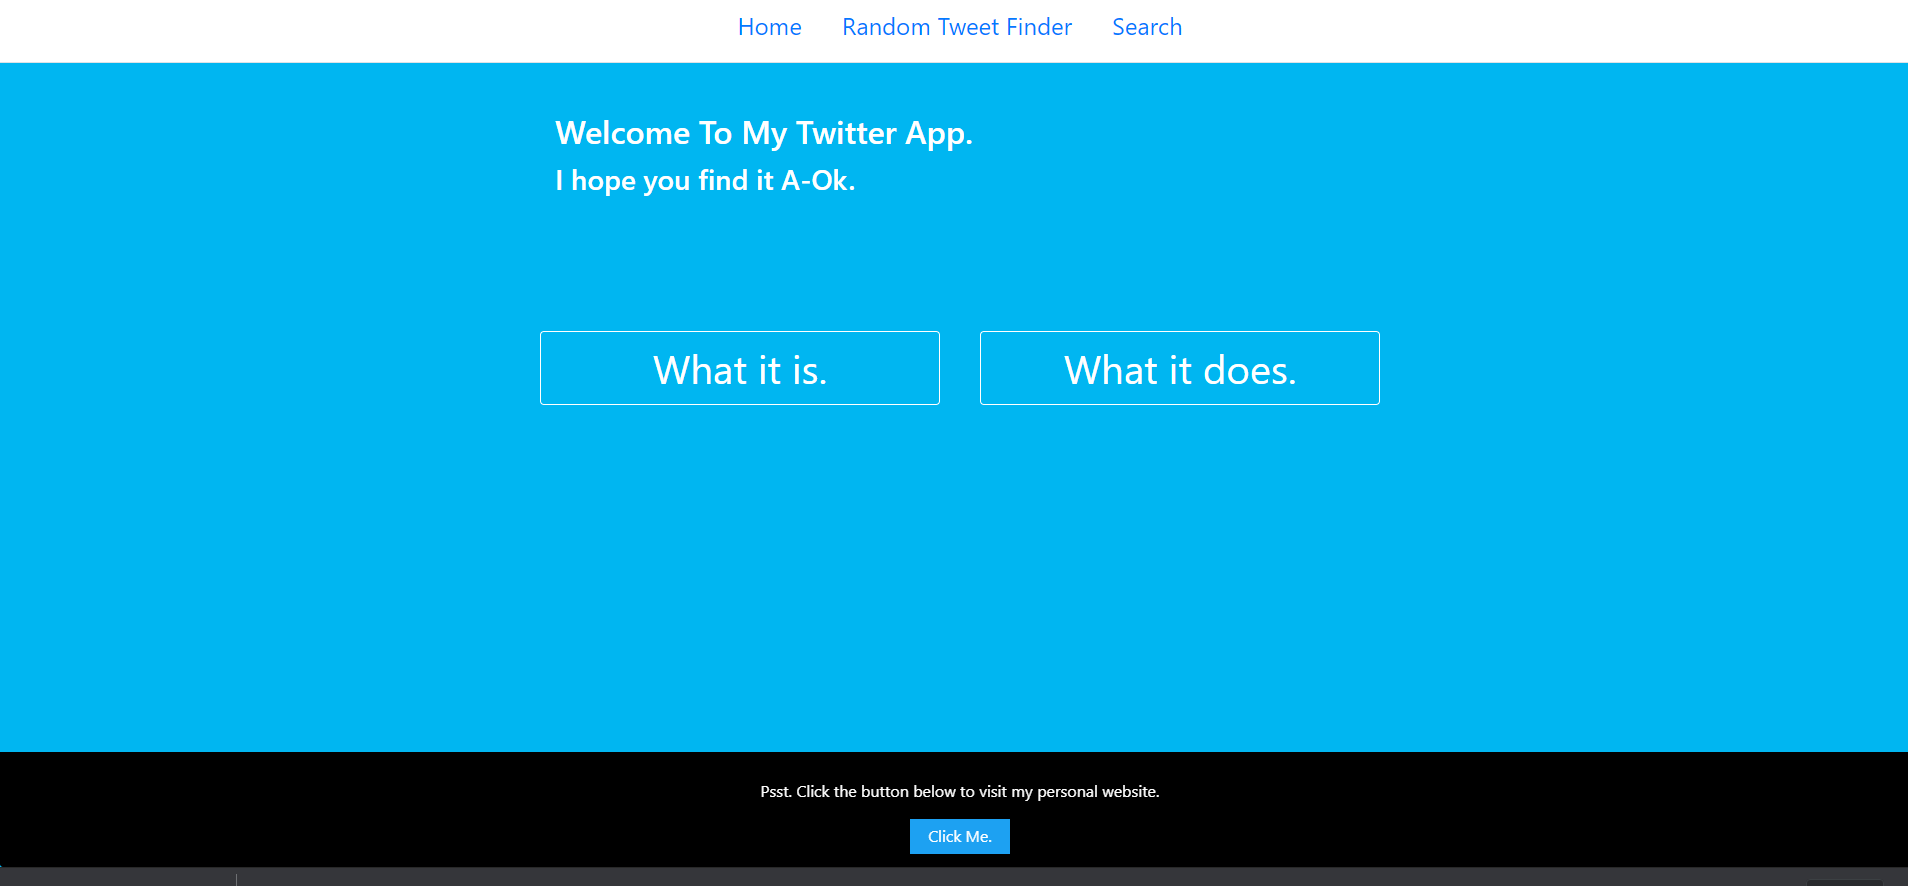 Home Random Tweet Finder Search
Welcome To My Twitter App.
I hope you find it A-Ok.
What it is. What it does.
Psst. Click the button below to visit my personal website.
Click Me.